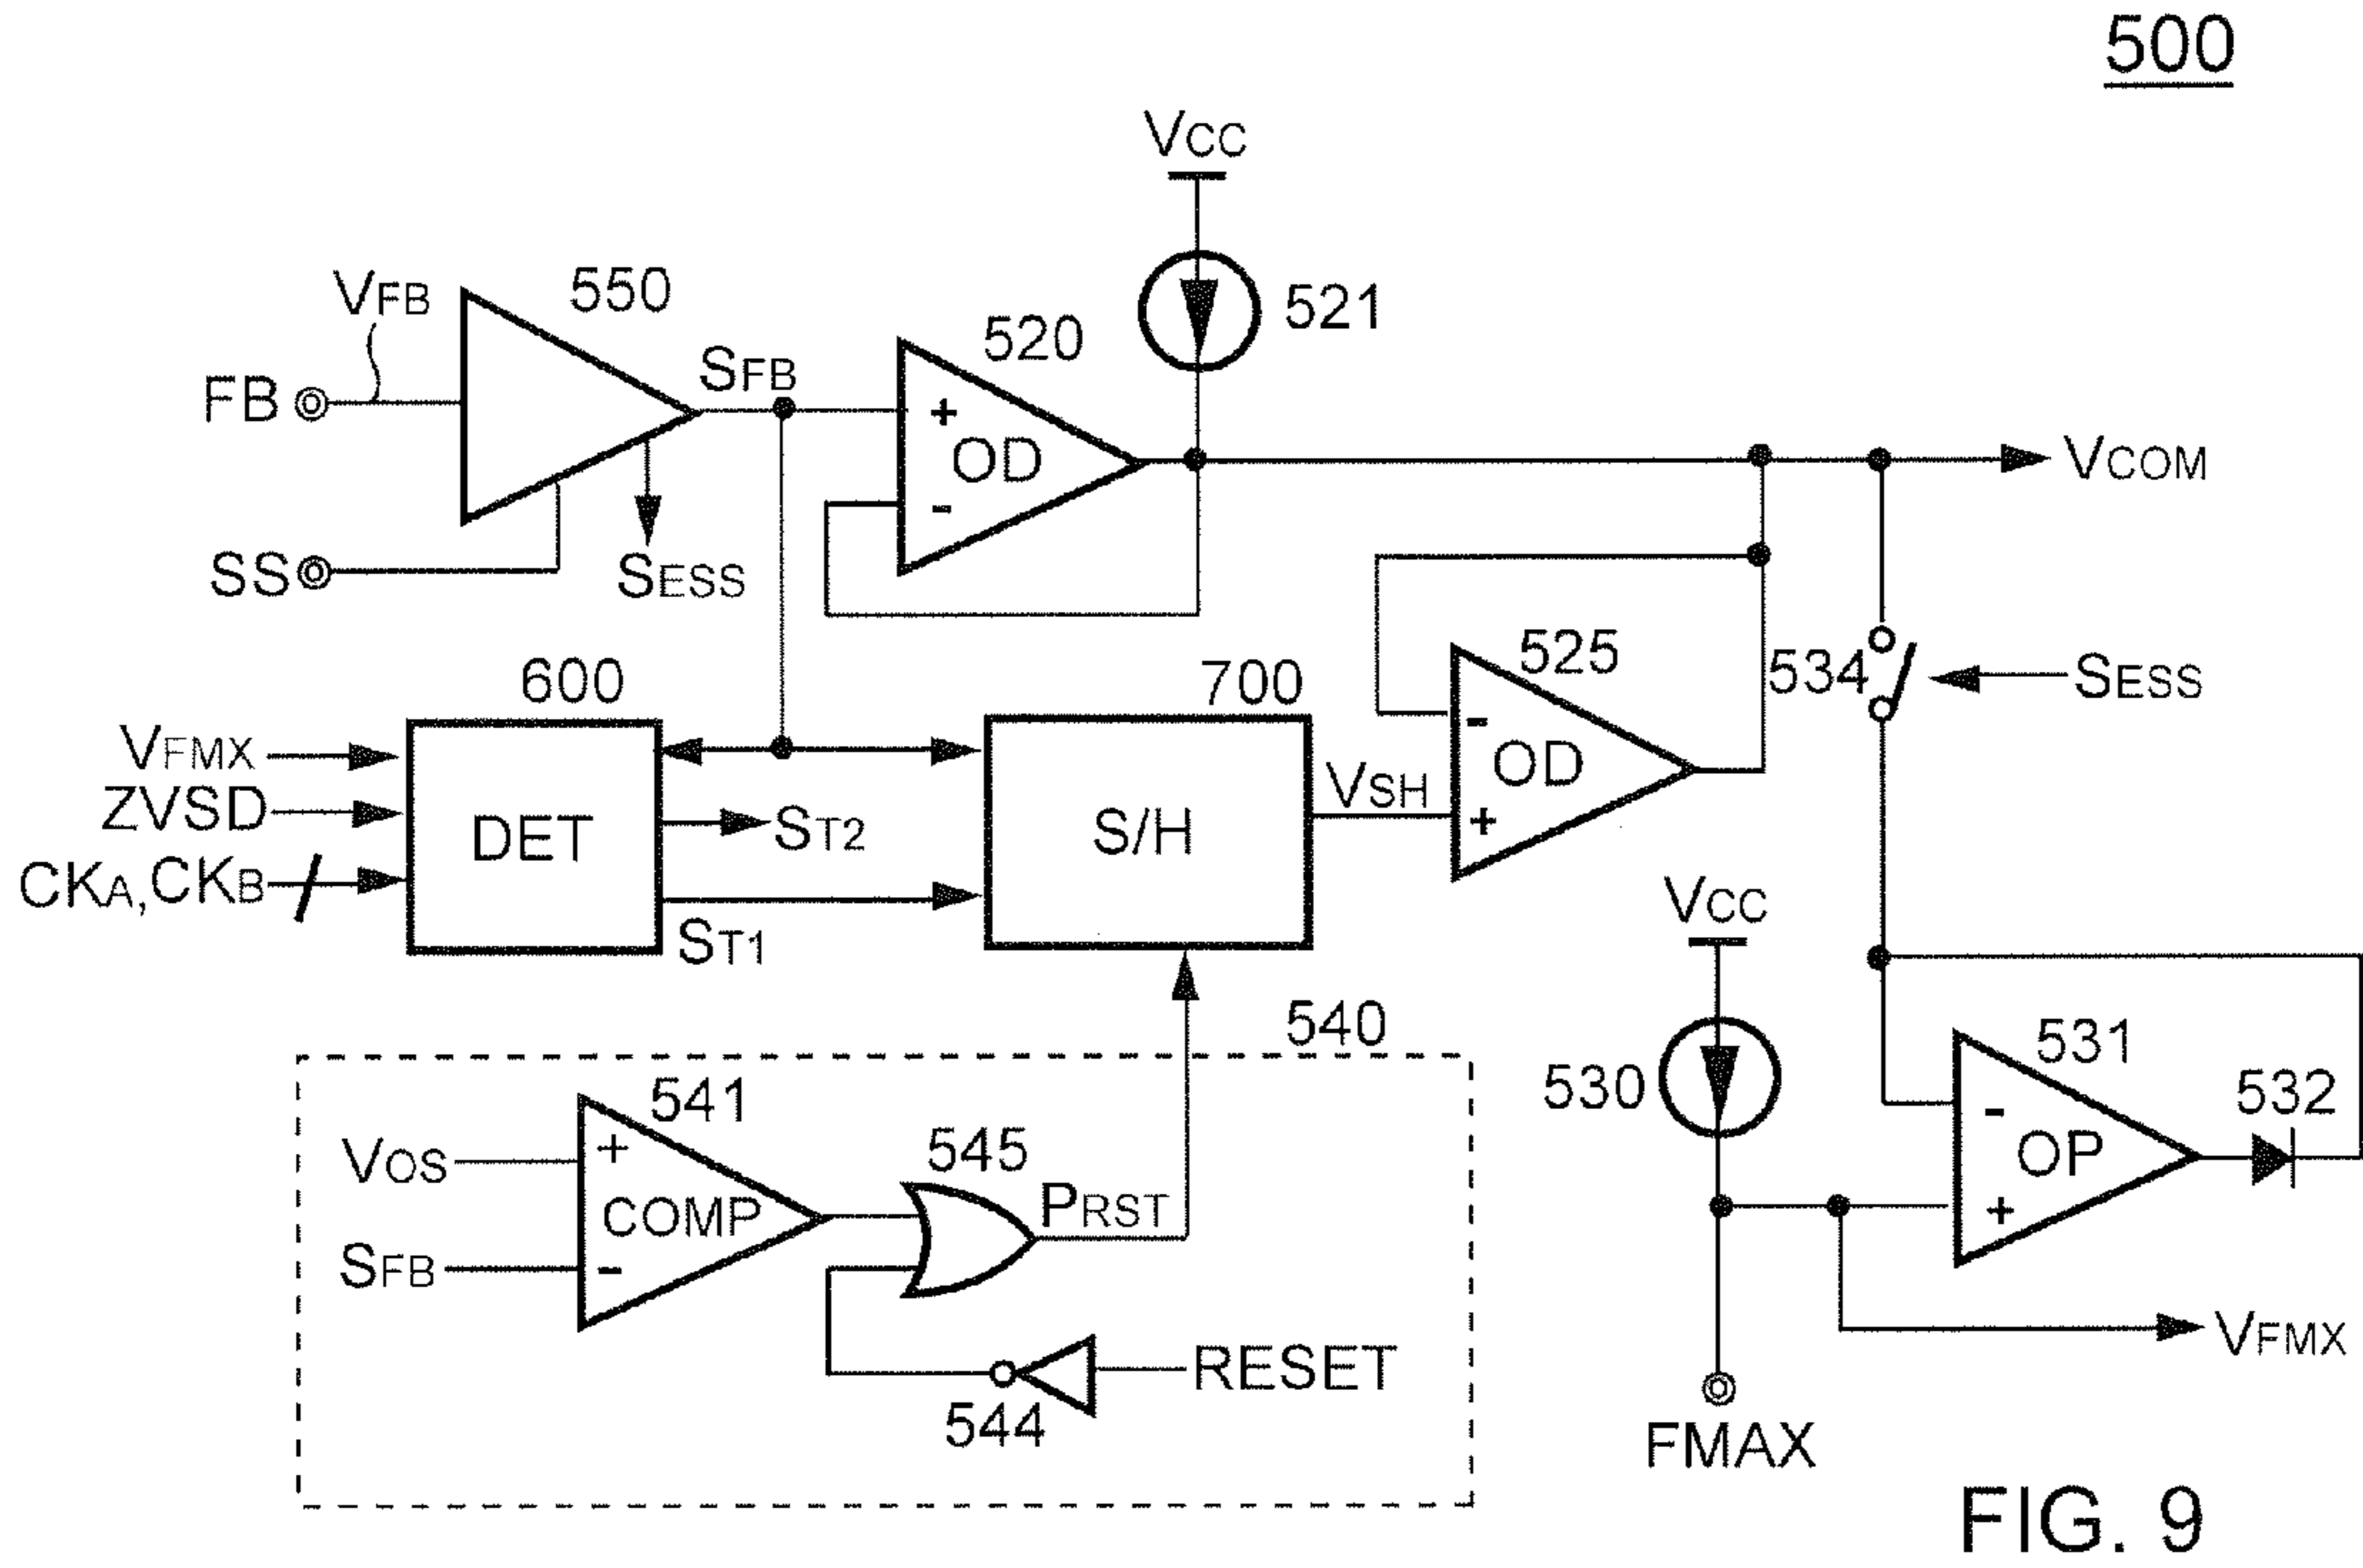 500
VCC
VFB
550
521
520
SFB
FB
+
OD
-
VCOM
SS
SESS
600
700
525
534
SESS
VFMX
ZVSD
CKA, CKB
DET
ST2
ST1
S/H
VSH
-
OD
+
VCC
540
530
531
532
-
OP
+
541
VOS
+
COMP
545
PRST
SFB
-
RESET
544
VFMX
FMAX
FIG. 9